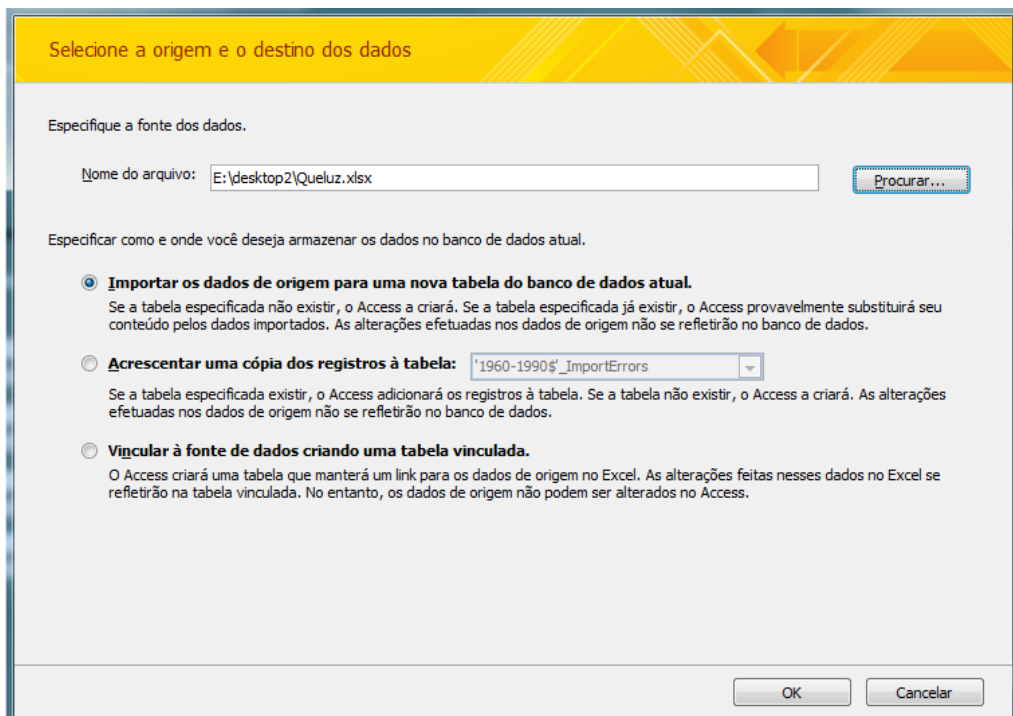 Selecione a origem e o destino dos dados
Especifique a fonte dos dados.
Nome do arquivo: E:\desktop2\Queluz.xlsx Procurar...
Especificar como e onde você deseja armazenar os dados no banco de dados atual.
Importar os dados de origem para uma nova tabela do banco de dados atual.
Se a tabela especificada não existir, o Access a criará. Se a tabela especificada já existir, o Access provavelmente substituirá seu
conteúdo pelos dados importados. As alterações efetuadas nos dados de origem não se refletirão no banco de dados.
Acrescentar uma cópia dos registros à tabela: '1960-1990$'_ImportErrors
Se a tabela especificada existir, o Access adicionará os registros à tabela. Se a tabela não existir, o Access a criará. As alterações
efetuadas nos dados de origem não se refletirão no banco de dados.
Vincular à fonte de dados criando uma tabela vinculada.
O Access criará uma tabela que manterá um link para os dados de origem no Excel. As alterações feitas nesses dados no Excel se
refletirão na tabela vinculada. No entanto, os dados de origem não podem ser alterados no Access.
OK Cancelar